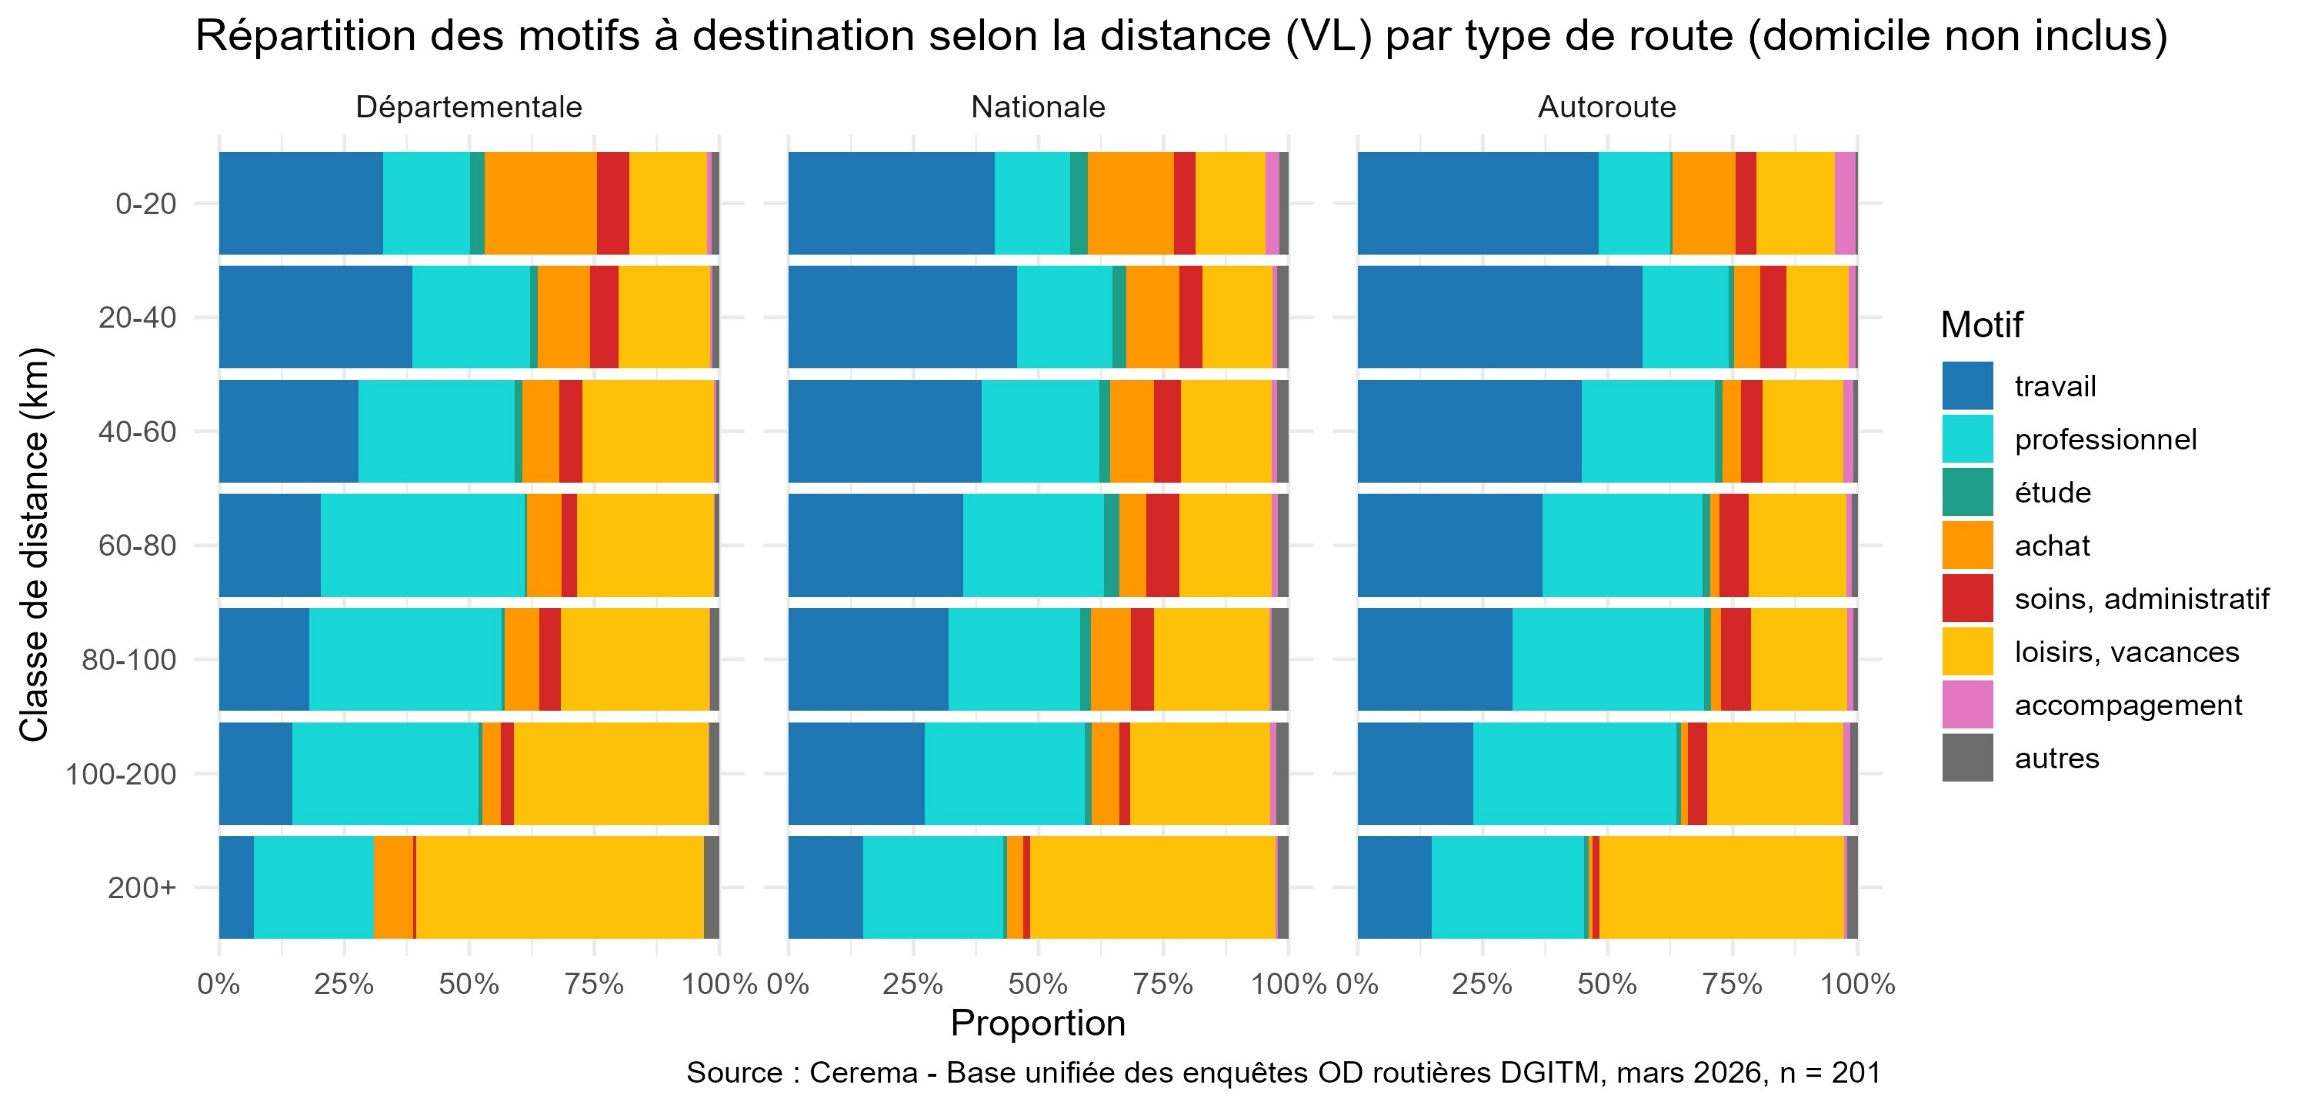 Répartition des motifs à destination selon la distance (VL) par type de route (domicile non inclus)
Départementale
Nationale
Autoroute
Classe de distance (km)
0-20
20-40
40-60
60-80
80-100
100-200
200+
0% 25% 50% 75% 100%
0% 25% 50% 75% 100%
0% 25% 50% 75% 100%
Proportion
Motif
travail
professionnel
étude
achat
soins, administratif
loisirs, vacances
accompagement
autres
Source : Cerema - Base unifiée des enquêtes OD routières DGITM, mars 2026, n = 201